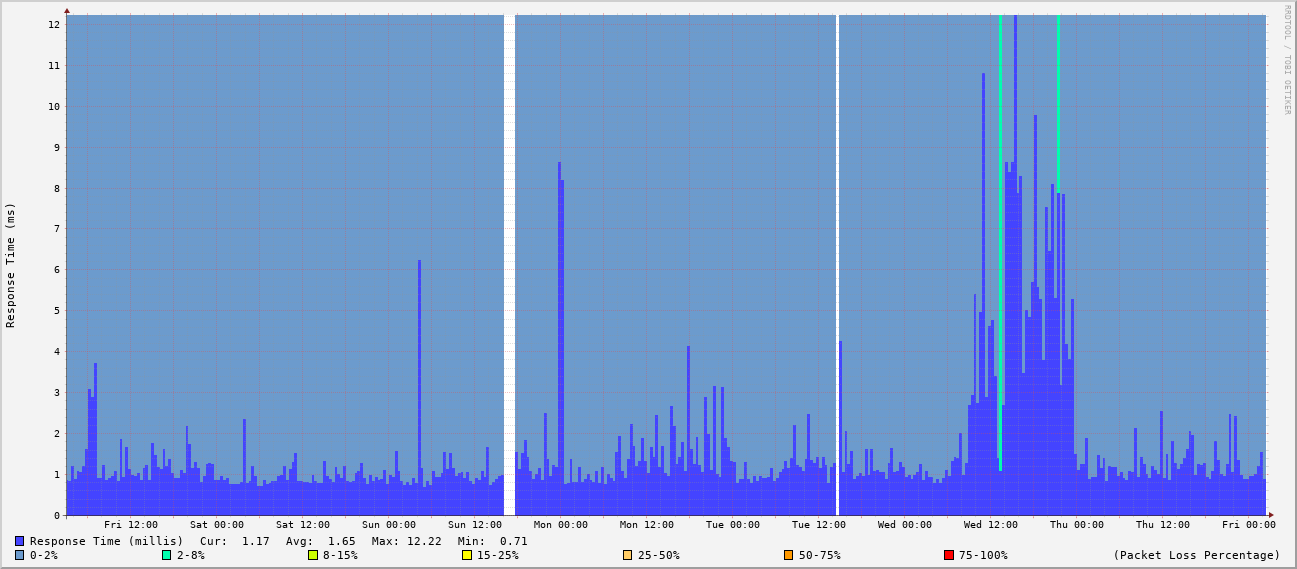 RRDTOOL / TOBI OETIKER
Response Time (ms)
12
11
10
9
8
7
6
5
4
3
2
1
0
Fri 12:00 Sat 00:00 Sat 12:00 Sun 00:00 Sun 12:00 Mon 00:00 Mon 12:00 Tue 00:00 Tue 12:00 Wed 00:00 Wed 12:00 Thu 00:00 Thu 12:00 Fri 00:00
Response Time (millis) Cur: 1.17 Avg: 1.65 Max: 12.22 Min: 0.71
0-2% 2-8% 8-15% 15-25% 25-50% 50-75% 75-100% (Packet Loss Percentage)